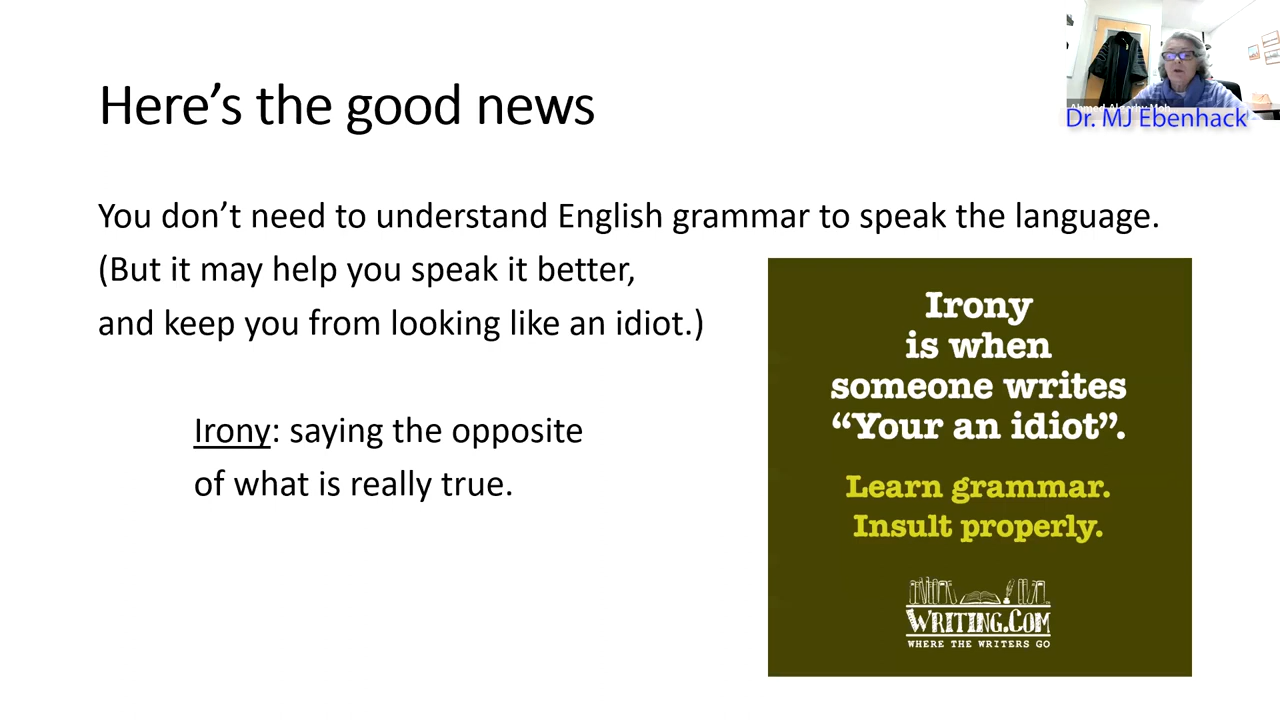 Here’s the good news
Dr. MJ Ebenhack
You don’t need to understand English grammar to speak the language.
(But it may help you speak it better,
and keep you from looking like an idiot.)
Irony: saying the opposite
of what is really true.
Irony
is when
someone writes
“Your an idiot”.
Learn grammar.
Insult properly.
WRITING.COM
WHERE THE WRITERS GO